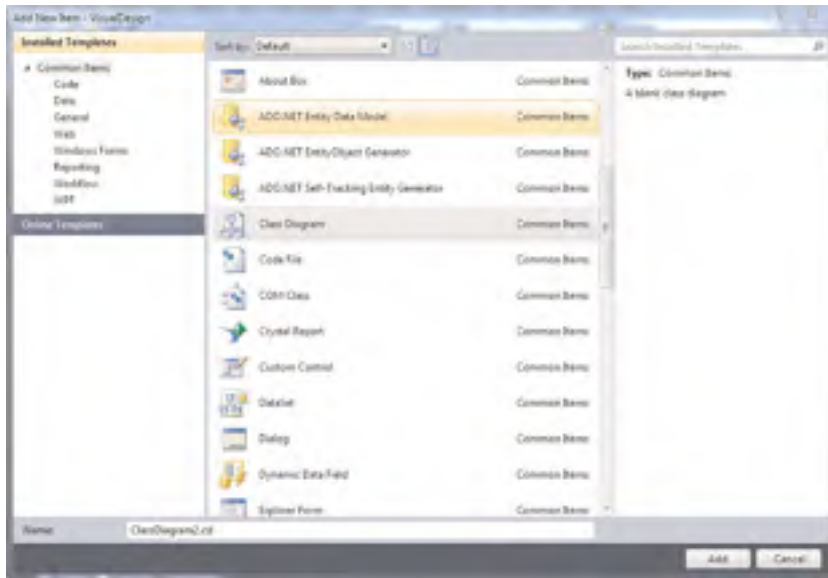 Add New Item - VisualDesign
Installed Templates
Common Items
Code
Data
General
Web
Windows Forms
Reporting
Workflow
WPF
Online Templates
Sort by: Default
Search Installed Templates
Type: Common Items
A blank class diagram
About Box Common Items
ADO.NET Entity Data Model Common Items
ADO.NET EntityObject Generator Common Items
ADO.NET Self-Tracking Entity Generator Common Items
Class Diagram Common Items
Code File Common Items
COM Class Common Items
Crystal Report Common Items
Custom Control Common Items
DataSet Common Items
Dialog Common Items
Dynamic Data Field Common Items
Explorer Form Common Items
Name: ClassDiagram2.cd
Add Cancel